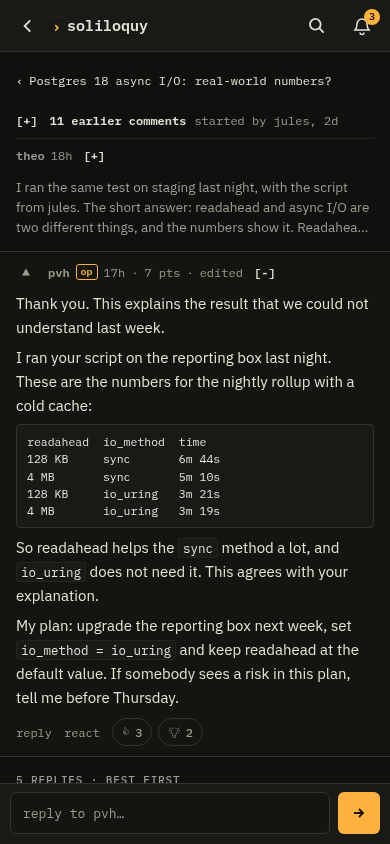 › soliloquy
3
‹ Postgres 18 async I/O: real-world numbers?
[+] 11 earlier comments started by jules, 2d
theo 18h [+]
I ran the same test on staging last night, with the script
from jules. The short answer: readahead and async I/O are
two different things, and the numbers show it. Readahea…
▲ pvh op 17h · 7 pts · edited [-]
Thank you. This explains the result that we could not
understand last week.
I ran your script on the reporting box last night.
These are the numbers for the nightly rollup with a
cold cache:
readahead io_method time
128 KB sync 6m 44s
4 MB sync 5m 10s
128 KB io_uring 3m 21s
4 MB io_uring 3m 19s
So readahead helps the sync method a lot, and
io_uring does not need it. This agrees with your
explanation.
My plan: upgrade the reporting box next week, set
io_method = io_uring and keep readahead at the
default value. If somebody sees a risk in this plan,
tell me before Thursday.
reply react 👍 3 💡 2
5 REPLIES · BEST FIRST
reply to pvh…